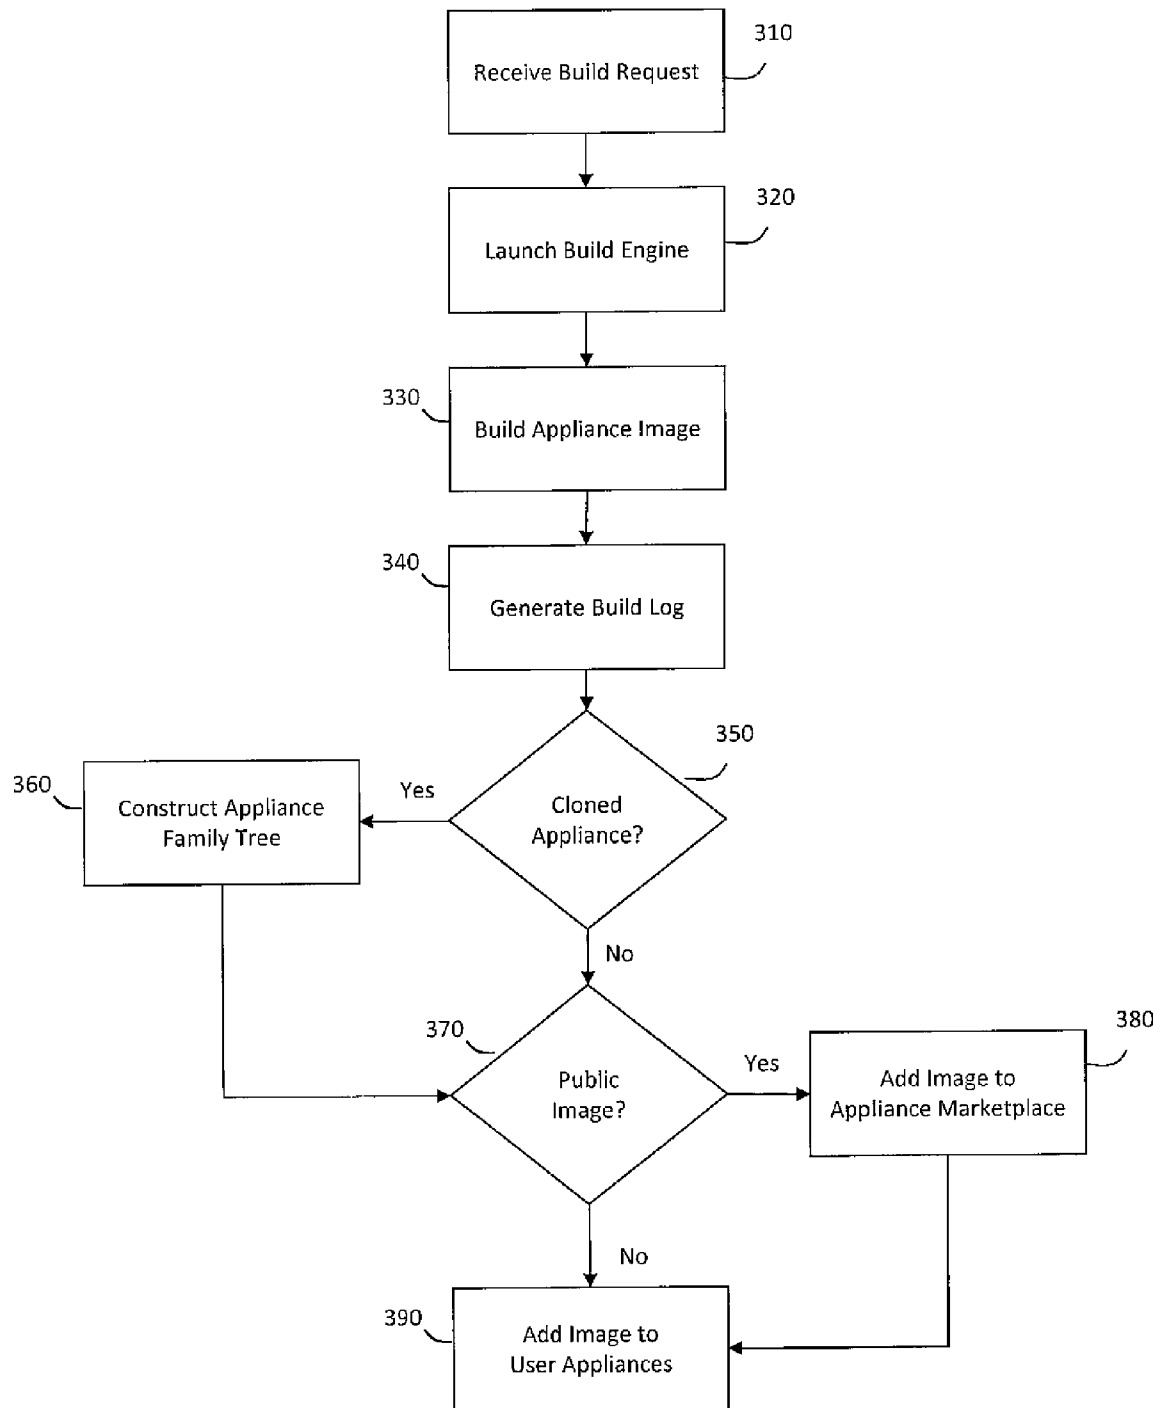 310
Receive Build Request
320
Launch Build Engine
330
Build Appliance Image
340
Generate Build Log
350
360
Yes
Cloned
Appliance?
Construct Appliance
Family Tree
No
370
380
Yes
Public
Image?
Add Image to
Appliance Marketplace
No
390
Add Image to
User Appliances